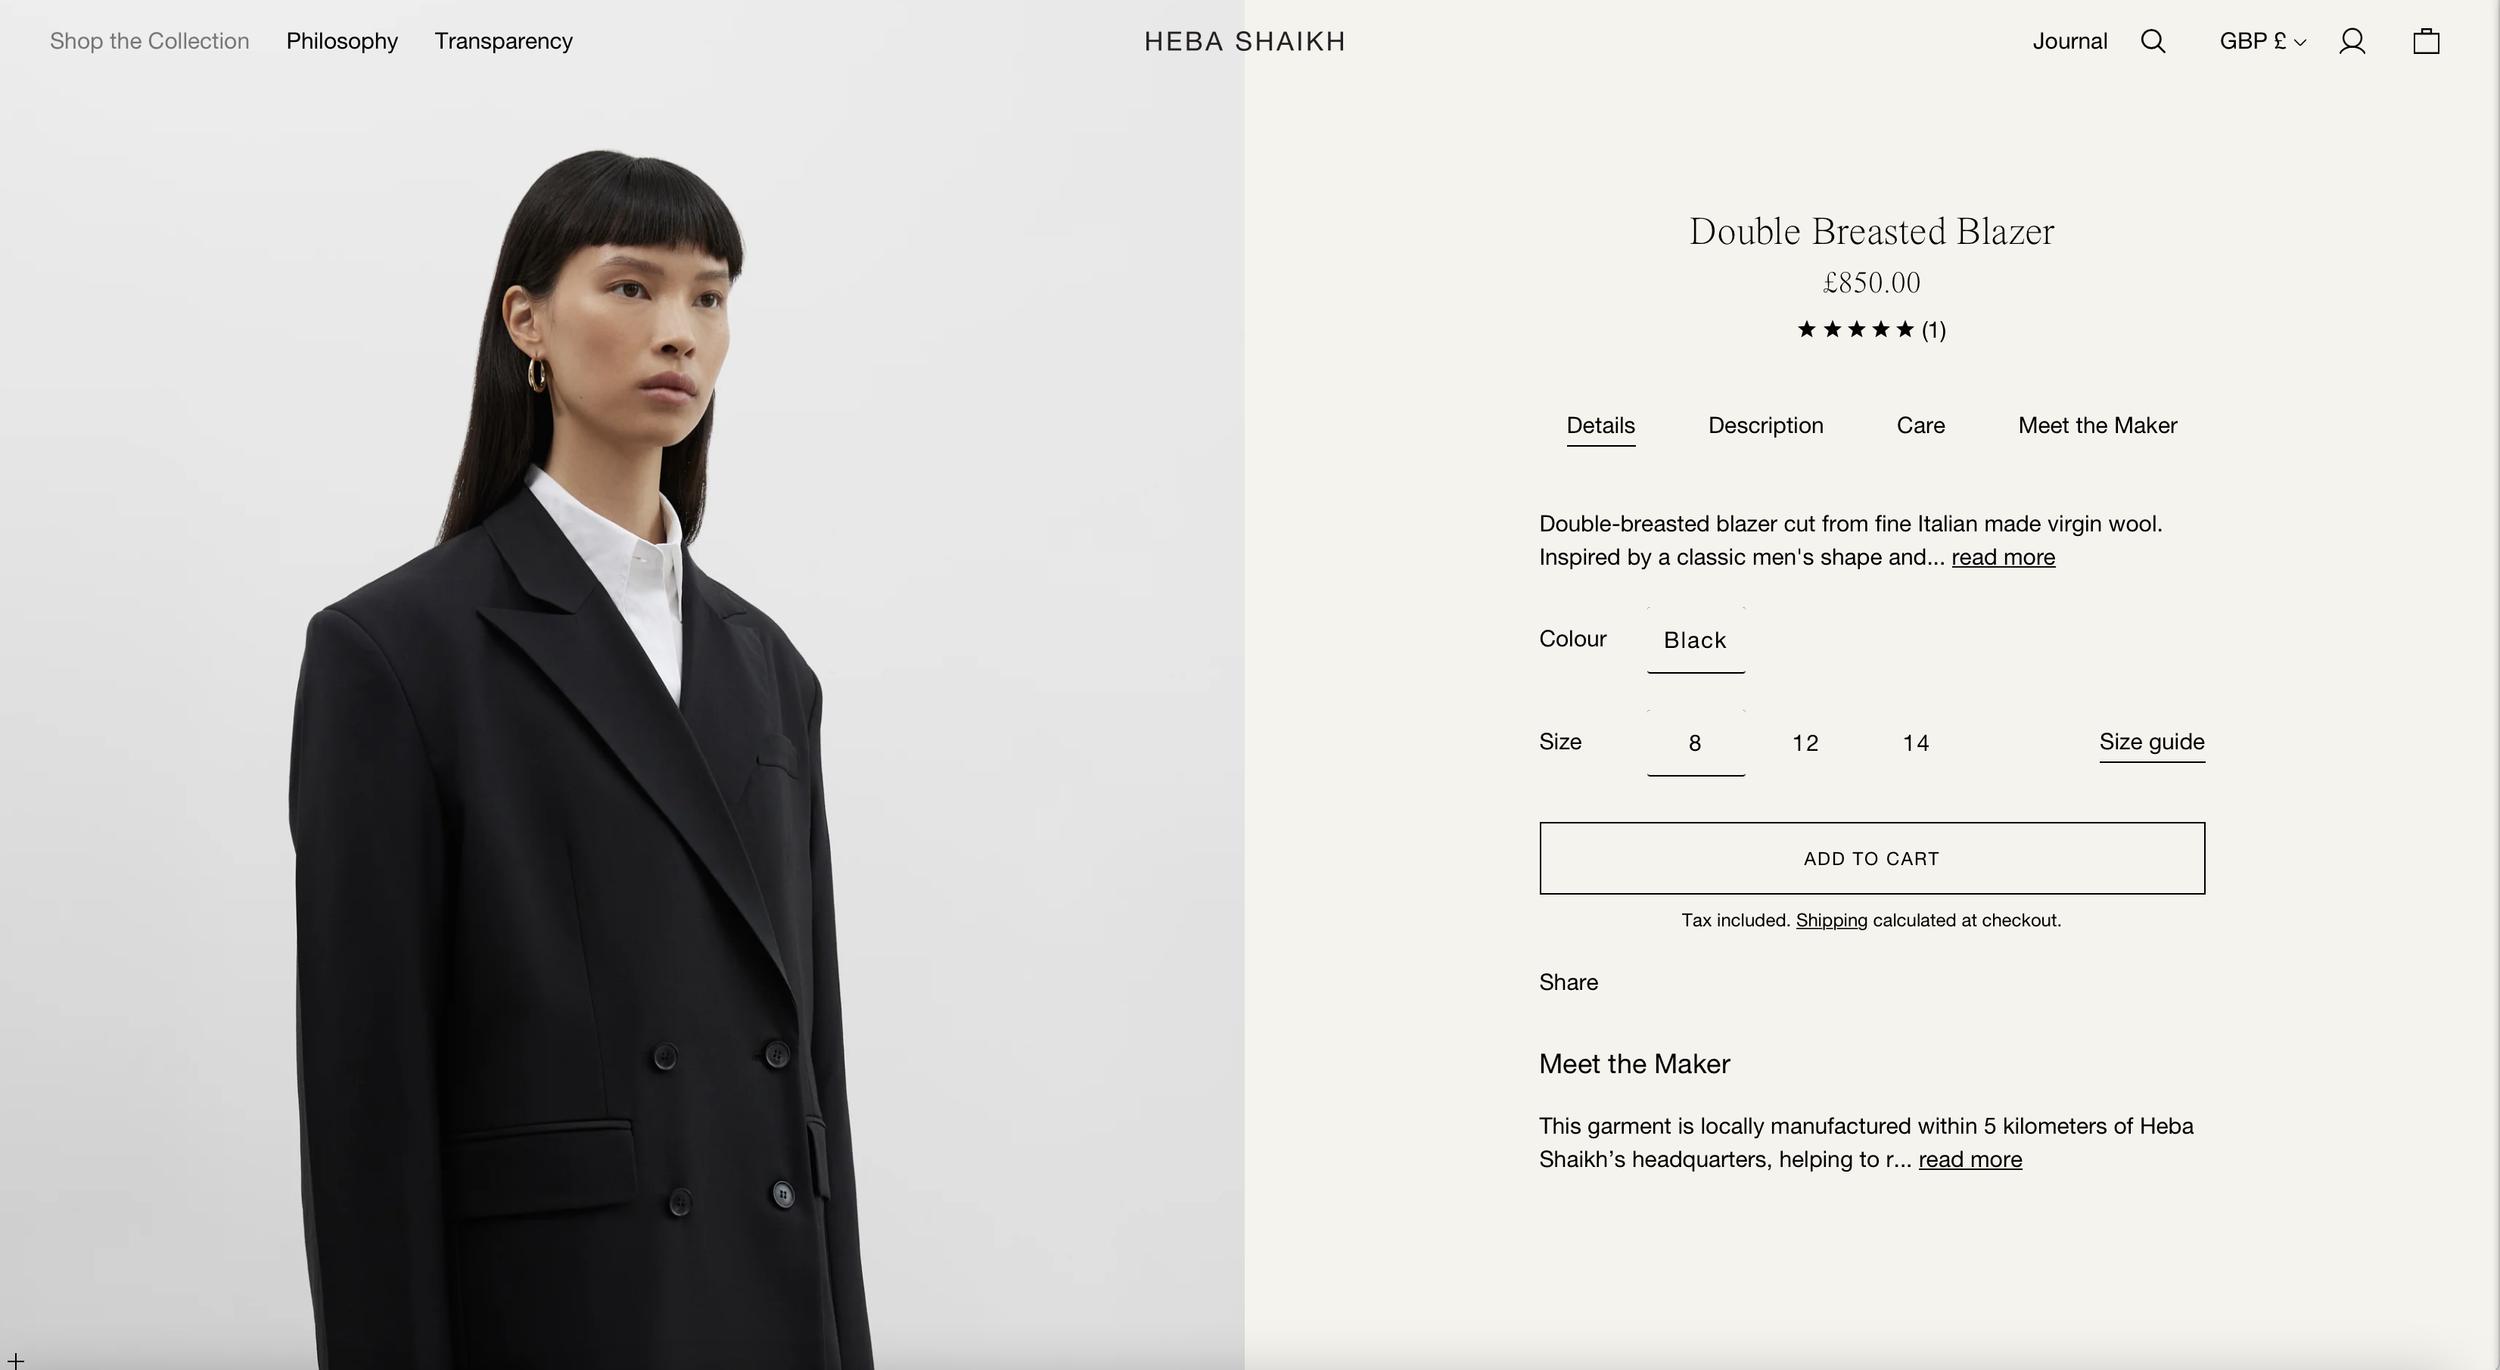 Shop the Collection Philosophy Transparency HEBA SHAIKH Journal GBP £
Double Breasted Blazer
£850.00
★★★★★ (1)
Details Description Care Meet the Maker
Double-breasted blazer cut from fine Italian made virgin wool.
Inspired by a classic men's shape and... read more
Colour Black
Size 8 12 14 Size guide
ADD TO CART
Tax included. Shipping calculated at checkout.
Share
Meet the Maker
This garment is locally manufactured within 5 kilometers of Heba
Shaikh’s headquarters, helping to r... read more